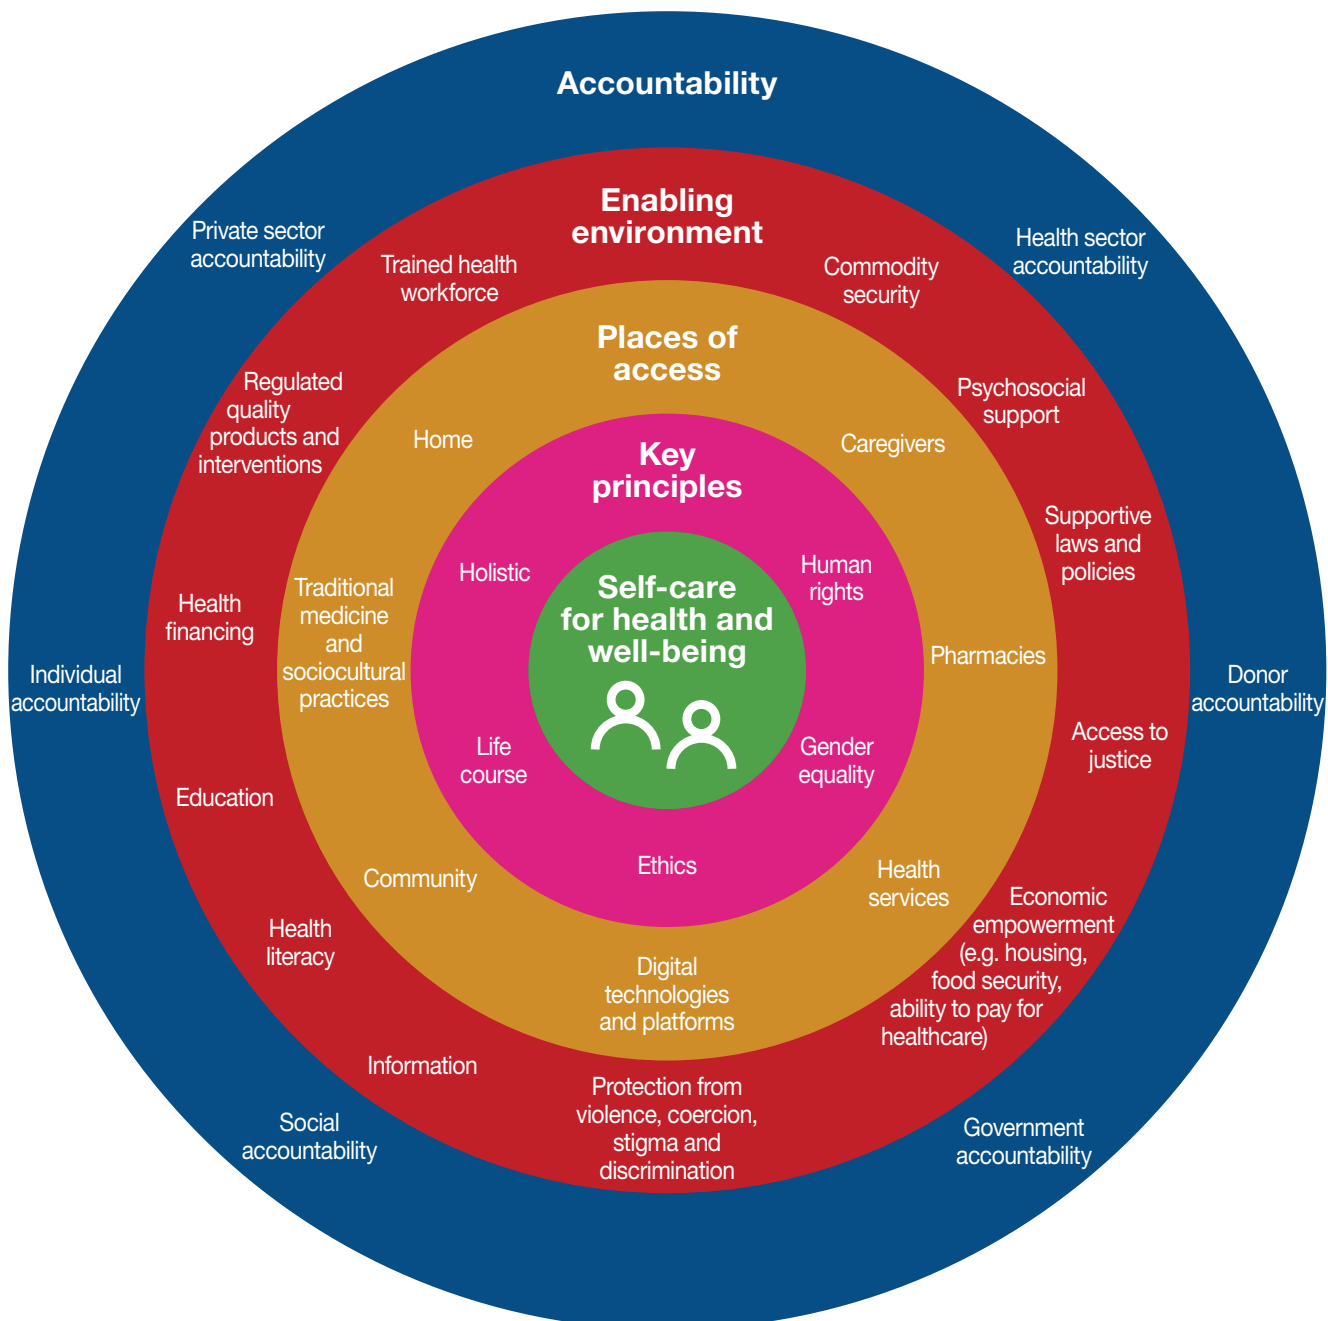 Accountability
Private sector
accountability
Health sector
accountability
Individual
accountability
Donor
accountability
Social
accountability
Government
accountability
Enabling
environment
Trained health
workforce
Commodity
security
Regulated
quality
products and
interventions
Psychosocial
support
Supportive
laws and
policies
Health
financing
Access to
justice
Education
Health
literacy
Economic
empowerment
(e.g. housing,
food security,
ability to pay for
healthcare)
Information
Protection from
violence, coercion,
stigma and
discrimination
Places of
access
Home
Caregivers
Traditional
medicine
and
sociocultural
practices
Pharmacies
Community
Health
services
Digital
technologies
and platforms
Key
principles
Holistic
Human
rights
Life
course
Gender
equality
Ethics
Self-care
for health and
well-being